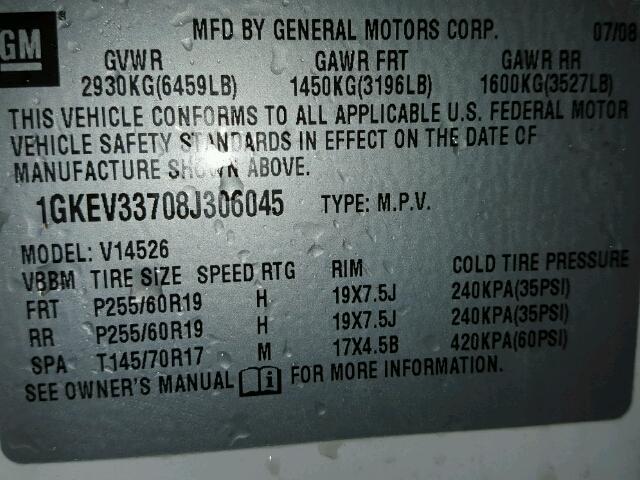 GM
MFD BY GENERAL MOTORS CORP. 07/08
GVWR GAWR FRT GAWR RR
2930KG(6459LB) 1450KG(3196LB) 1600KG(3527LB)
THIS VEHICLE CONFORMS TO ALL APPLICABLE U.S. FEDERAL MOTOR
VEHICLE SAFETY STANDARDS IN EFFECT ON THE DATE OF
MANUFACTURE SHOWN ABOVE.
1GKEV33708J306045 TYPE: M.P.V.
MODEL: V14526
VBBM TIRE SIZE SPEED RTG RIM COLD TIRE PRESSURE
FRT P255/60R19 H 19X7.5J 240KPA(35PSI)
RR P255/60R19 H 19X7.5J 240KPA(35PSI)
SPA T145/70R17 M 17X4.5B 420KPA(60PSI)
SEE OWNER'S MANUAL i FOR MORE INFORMATION.